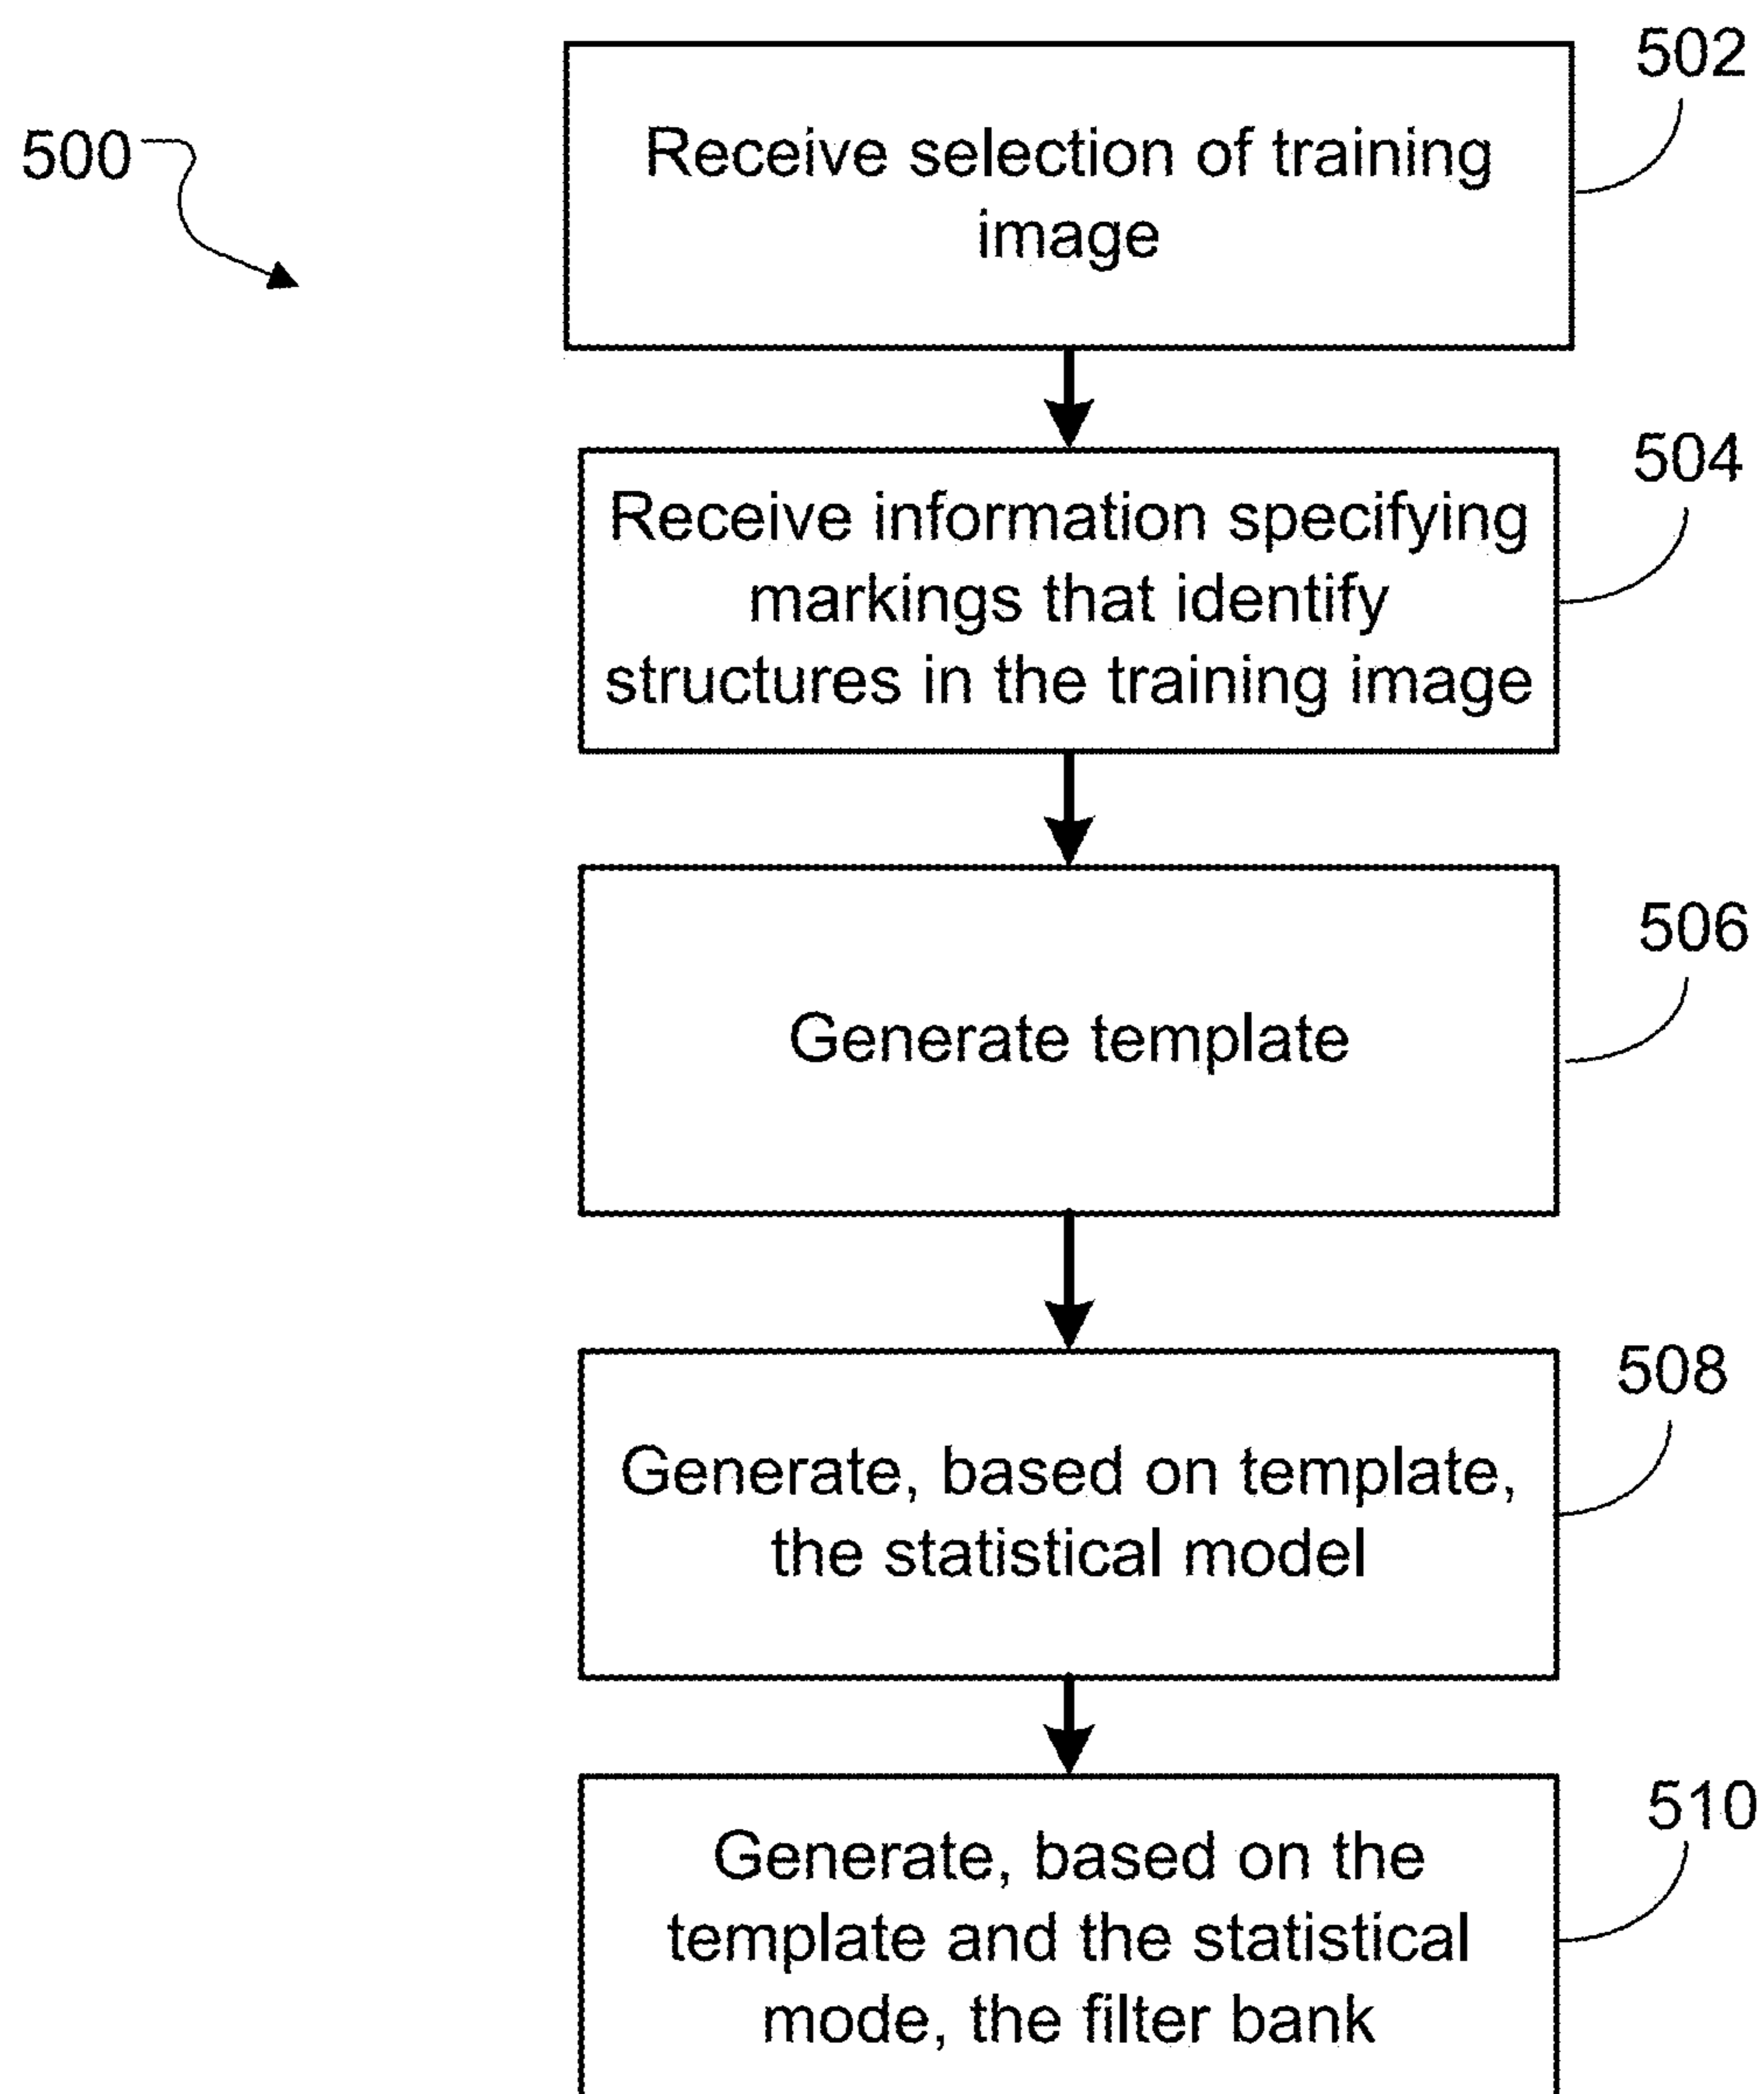 502
500
Receive selection of training
image
504
Receive information specifying
markings that identify
structures in the training image
506
Generate template
508
Generate, based on template,
the statistical model
510
Generate, based on the
template and the statistical
mode, the filter bank